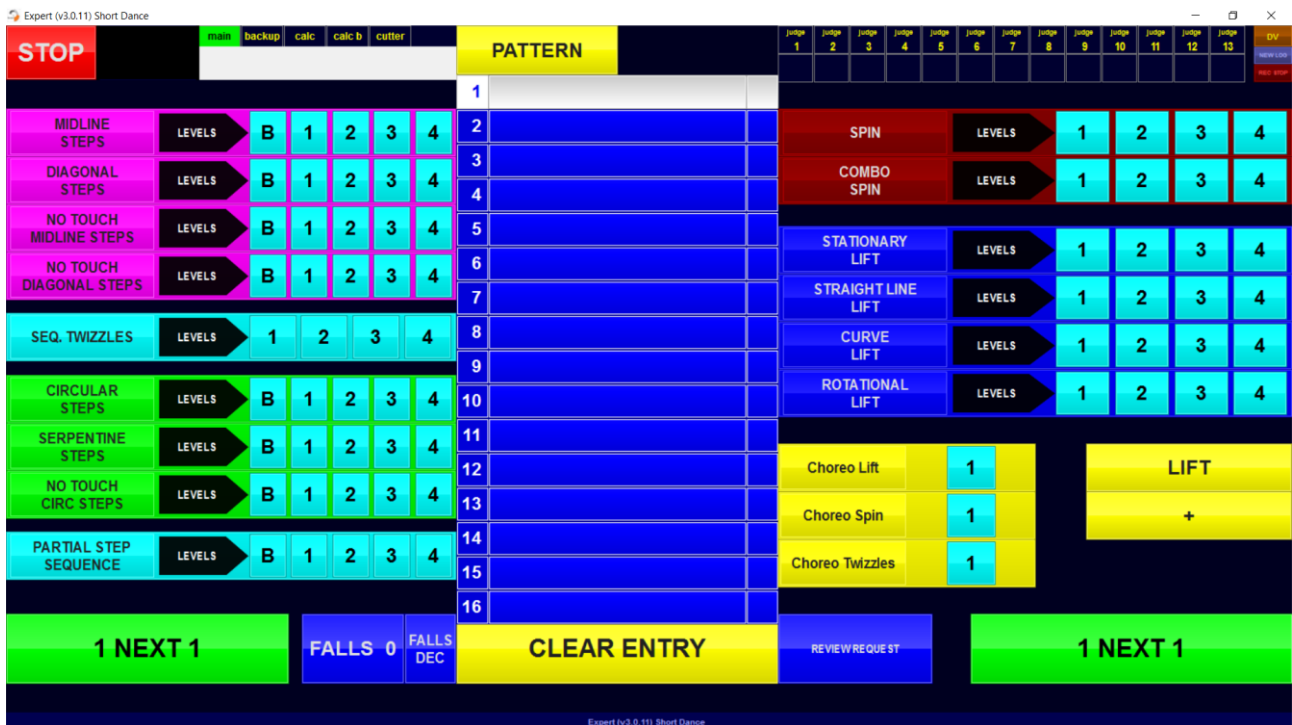 Expert (v3.0.11) Short Dance
STOP
main backup calc calc b cutter
PATTERN
judge 1 judge 2 judge 3 judge 4 judge 5 judge 6 judge 7 judge 8 judge 9 judge 10 judge 11 judge 12 judge 13
DV
NEW LOG
REC STOP
MIDLINE
STEPS
LEVELS B 1 2 3 4
DIAGONAL
STEPS
LEVELS B 1 2 3 4
NO TOUCH
MIDLINE STEPS
LEVELS B 1 2 3 4
NO TOUCH
DIAGONAL STEPS
LEVELS B 1 2 3 4
SEQ. TWIZZLES LEVELS 1 2 3 4
CIRCULAR
STEPS
LEVELS B 1 2 3 4
SERPENTINE
STEPS
LEVELS B 1 2 3 4
NO TOUCH
CIRC STEPS
LEVELS B 1 2 3 4
PARTIAL STEP
SEQUENCE
LEVELS B 1 2 3 4
1 NEXT 1
FALLS 0
FALLS
DEC
1
2
3
4
5
6
7
8
9
10
11
12
13
14
15
16
CLEAR ENTRY
SPIN LEVELS 1 2 3 4
COMBO
SPIN
LEVELS 1 2 3 4
STATIONARY
LIFT
LEVELS 1 2 3 4
STRAIGHT LINE
LIFT
LEVELS 1 2 3 4
CURVE
LIFT
LEVELS 1 2 3 4
ROTATIONAL
LIFT
LEVELS 1 2 3 4
Choreo Lift 1
Choreo Spin 1
Choreo Twizzles 1
LIFT
+
REVIEW REQUEST
1 NEXT 1
Expert (v3.0.11) Short Dance